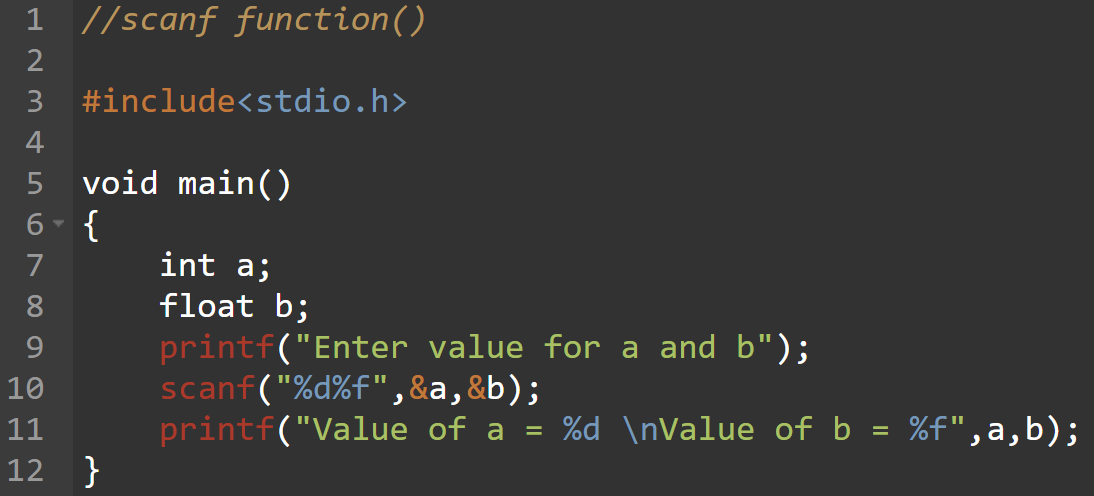 1 //scanf function()
2
3 #include<stdio.h>
4
5 void main()
6 {
7     int a;
8     float b;
9     printf("Enter value for a and b");
10     scanf("%d%f",&a,&b);
11     printf("Value of a = %d \nValue of b = %f",a,b);
12 }